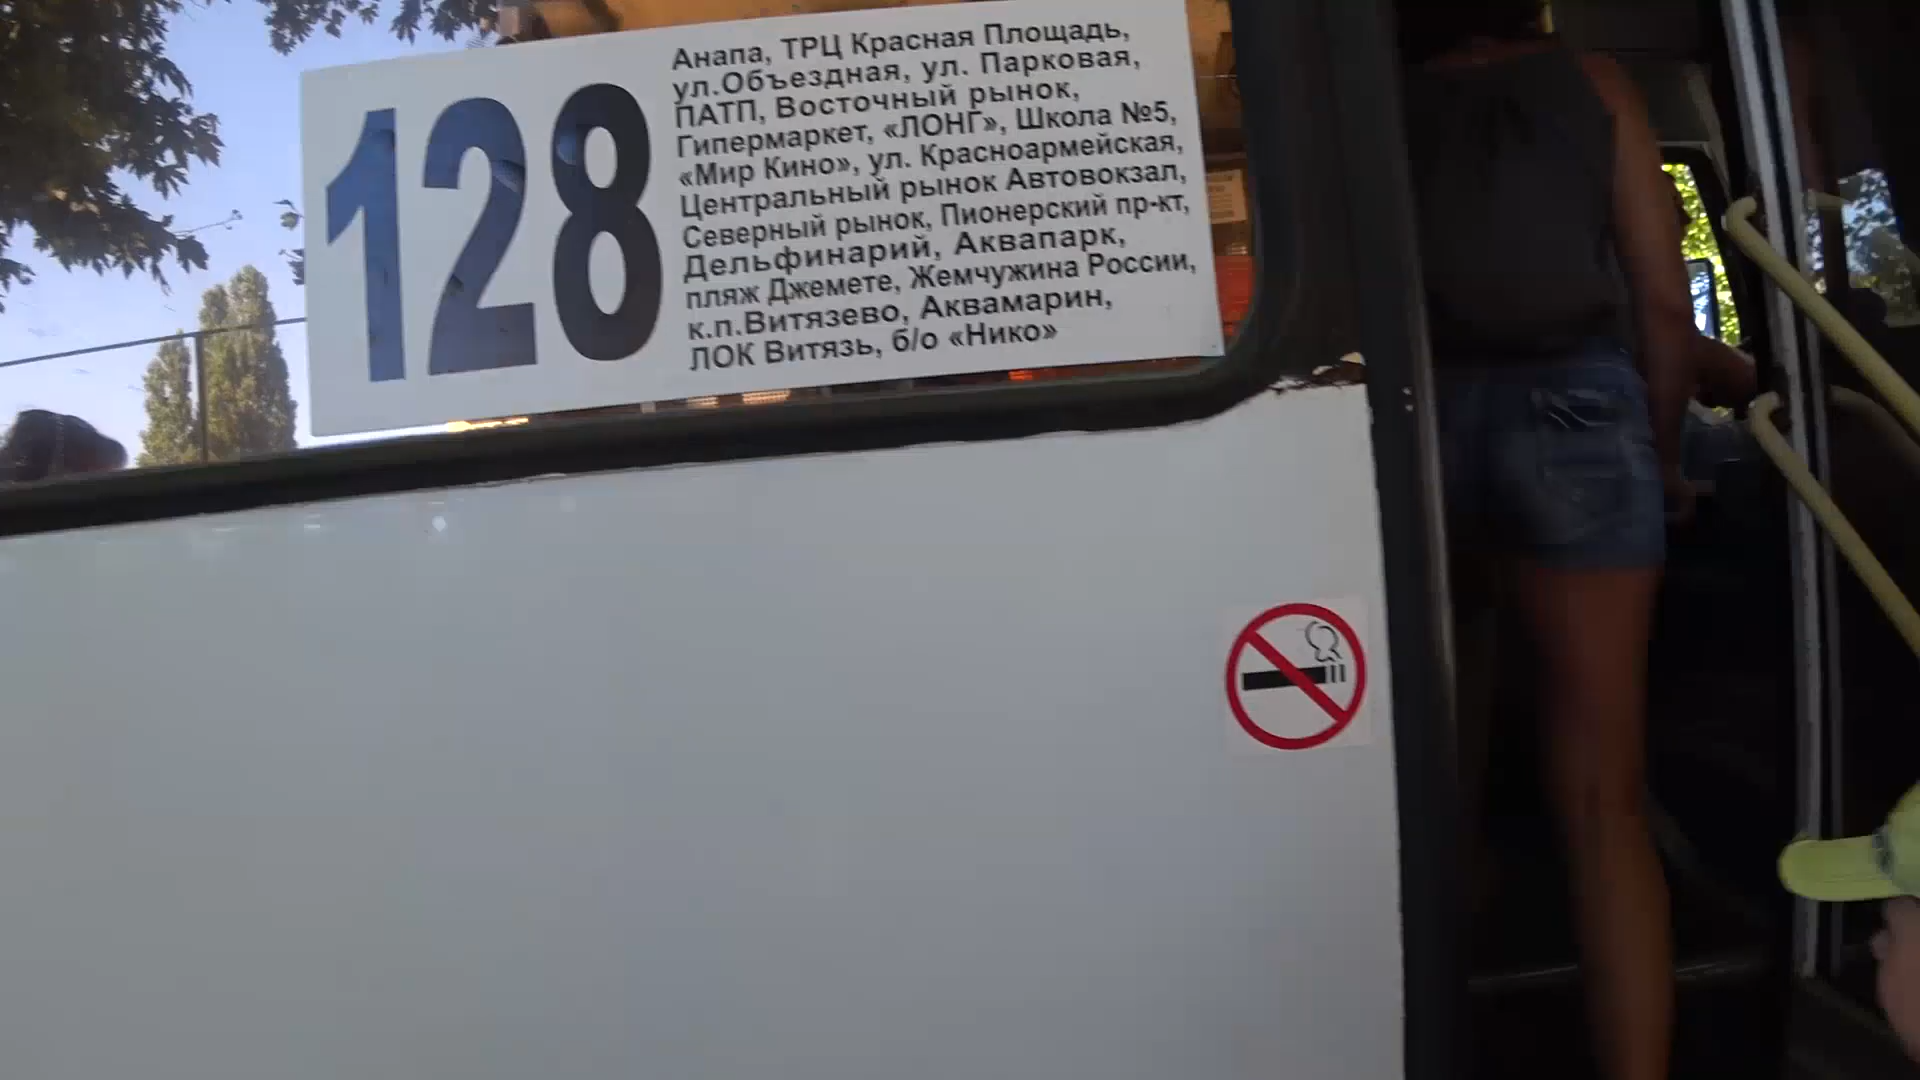 128
Анапа, ТРЦ Красная Площадь,
ул.Объездная, ул. Парковая,
ПАТП, Восточный рынок,
Гипермаркет, «ЛОНГ», Школа №5,
«Мир Кино», ул. Красноармейская,
Центральный рынок Автовокзал,
Северный рынок, Пионерский пр-кт,
Дельфинарий, Аквапарк,
пляж Джемете, Жемчужина России,
к.п.Витязево, Аквамарин,
ЛОК Витязь, б/о «Нико»